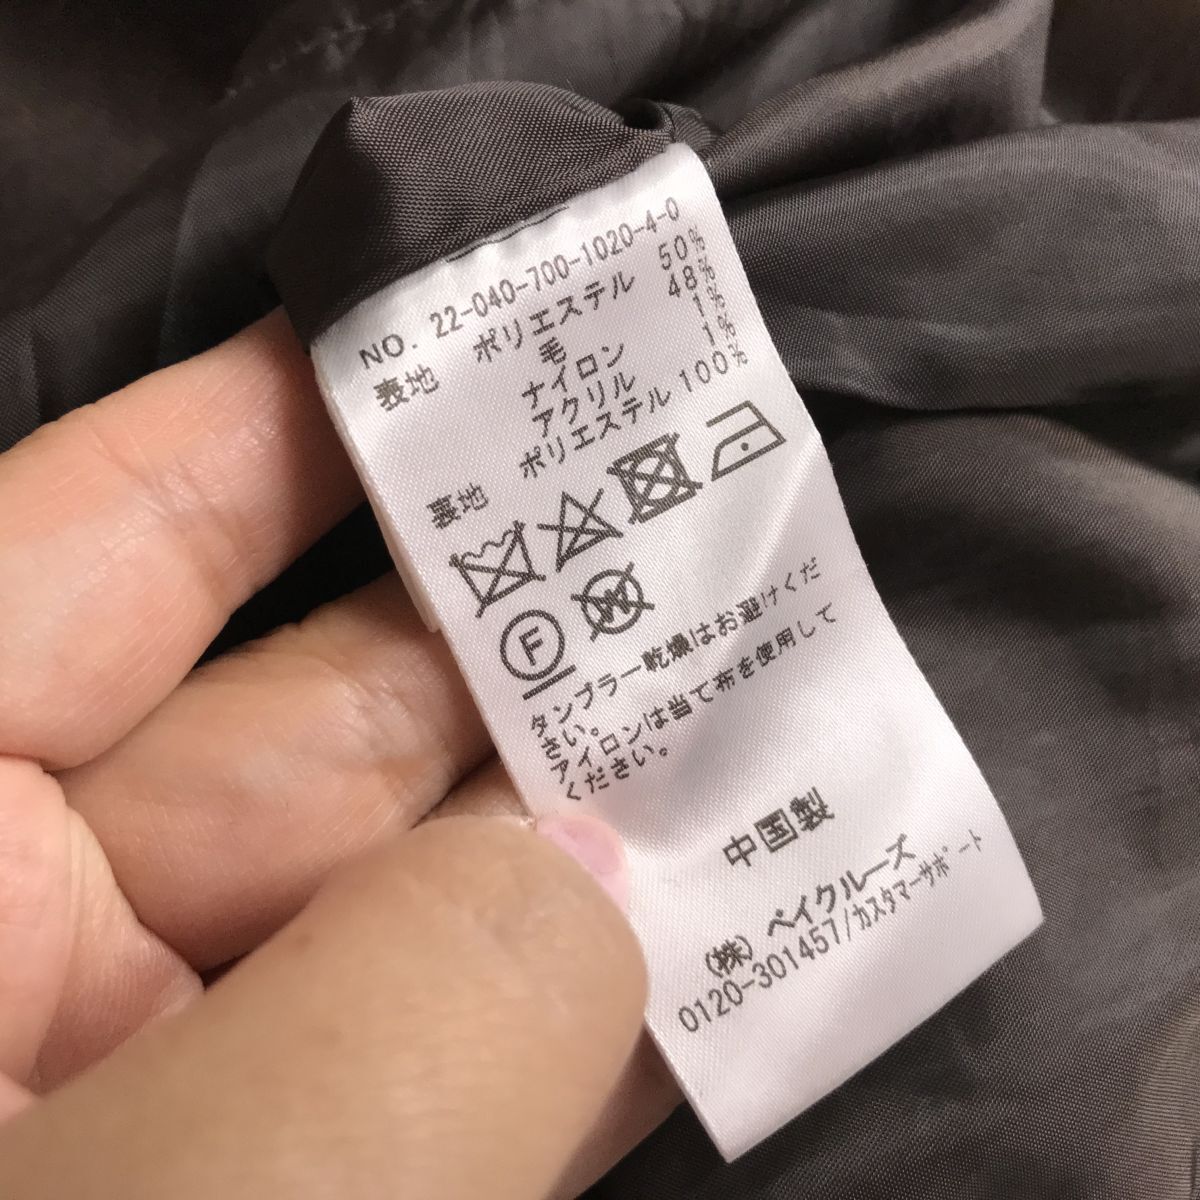 NO. 22-040-700-1020-4-0
表地 ポリエステル 50%
毛 48%
ナイロン 1%
アクリル 1%
裏地 ポリエステル 100%
F
W
タンブラー乾燥はお避けくだ
さい。
アイロンは当て布を使用して
ください。
中国製
(株) ベイクルーズ
0120-301457/カスタマーサポート